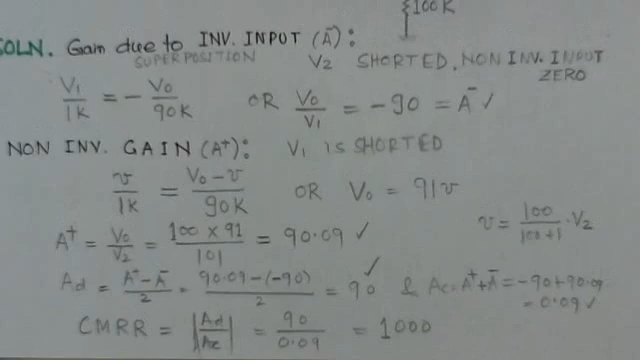 100K
SOLN. Gain due to INV. INPUT (A⁻):
SUPERPOSITION V2 SHORTED, NON INV. INPUT ZERO
V1/1K = - V0/90K OR V0/V1 = -90 = A⁻ ✓
NON INV. GAIN (A⁺): V1 IS SHORTED
v/1K = V0-v/90K OR V0 = 91v
v = 100/100+1 · V2
A⁺ = V0/V2 = 100 × 91/101 = 90.09 ✓
Ad = A⁺-A⁻/2 = 90.09-(-90)/2 = 90 ✓ & Ac = A⁺+A⁻ = -90+90.09
= 0.09 ✓
CMRR = |Ad/Ac| = 90/0.09 = 1000